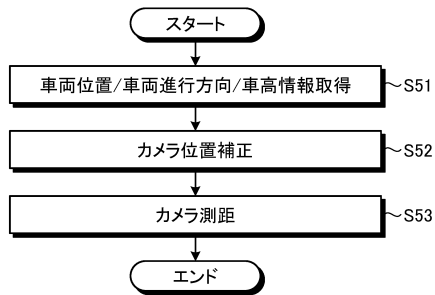 スタート
車両位置/車両進行方向/車高情報取得
S51
カメラ位置補正
S52
カメラ測距
S53
エンド